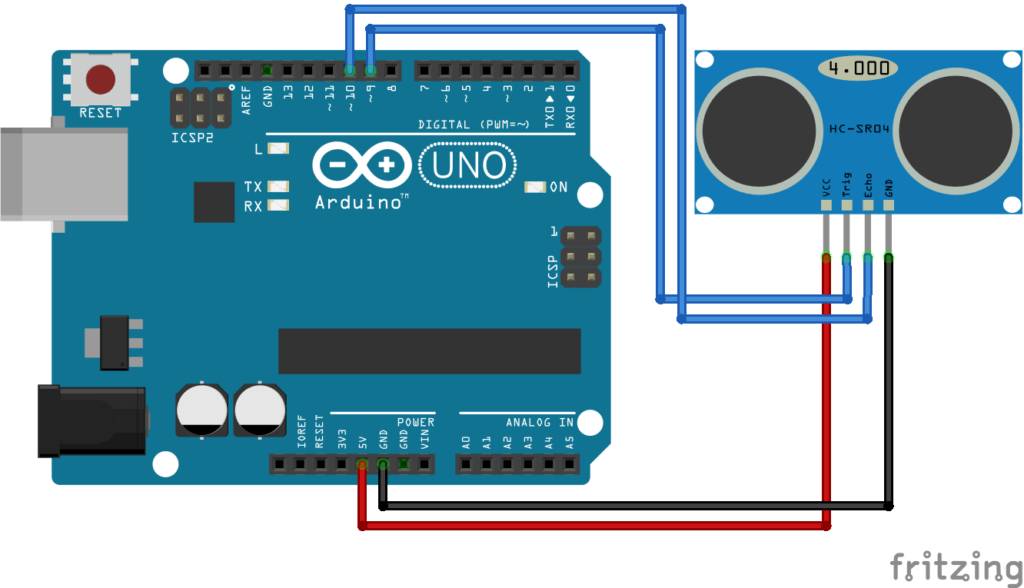 RESET
ICSP2
AREF
GND
13
12
~11
~10
~9
8
7
~6
~5
4
~3
2
TX0▶1
RX0◀0
DIGITAL (PWM=~)
L
TX
RX
UNO
Arduino™
ON
1
ICSP
4.000
HC-SR04
VCC
Trig
Echo
GND
POWER
ANALOG IN
IOREF
RESET
3V3
5V
GND
GND
VIN
A0
A1
A2
A3
A4
A5
fritzing